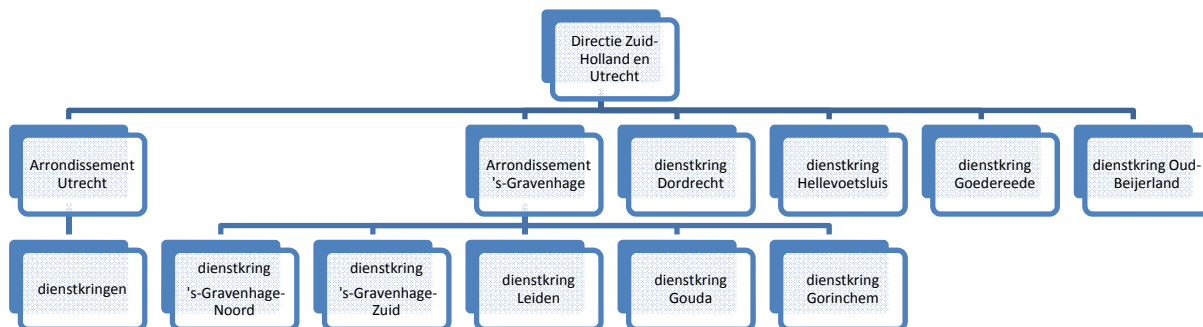 Directie Zuid-
Holland en
Utrecht
Arrondissement
Utrecht
Arrondissement
's-Gravenhage
dienstkring
Dordrecht
dienstkring
Hellevoetsluis
dienstkring
Goedereede
dienstkring Oud-
Beijerland
dienstkringen
dienstkring
's-Gravenhage-
Noord
dienstkring
's-Gravenhage-
Zuid
dienstkring
Leiden
dienstkring
Gouda
dienstkring
Gorinchem